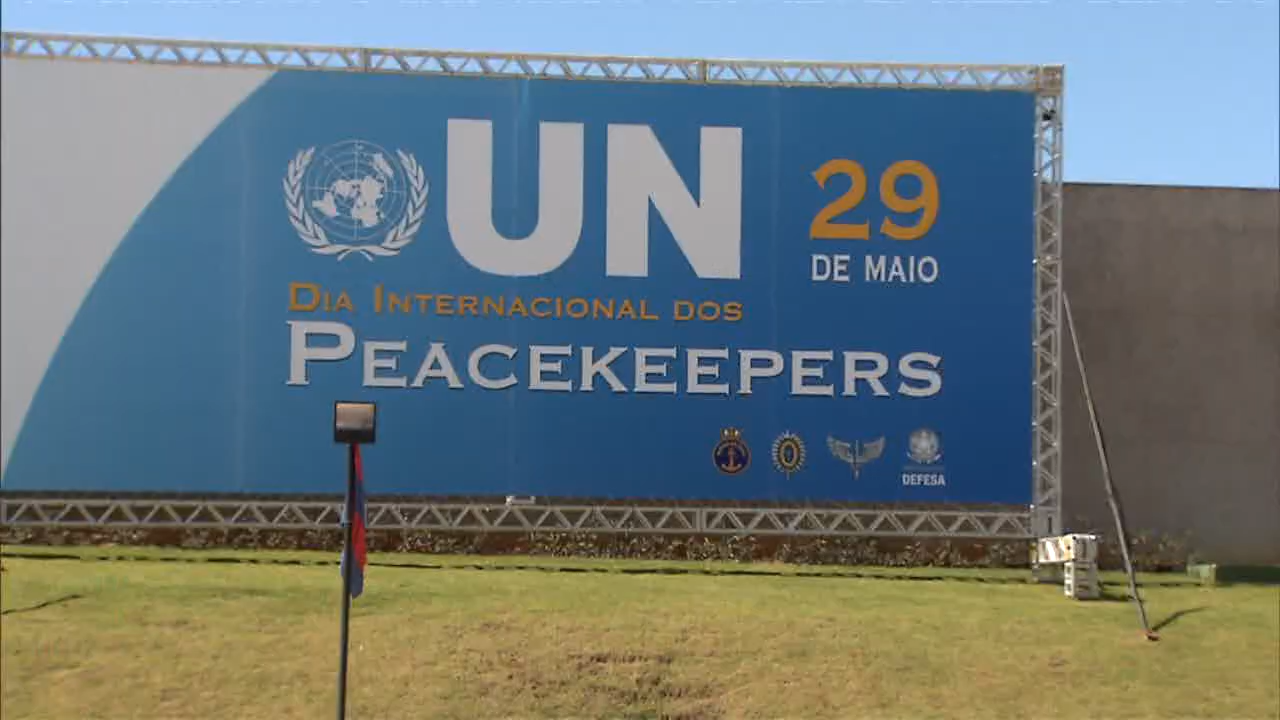 UN
29
DE MAIO
DIA INTERNACIONAL DOS
PEACEKEEPERS
DEFESA